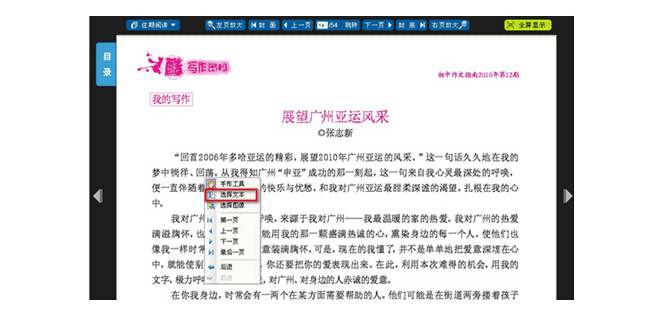 往期阅读
左页放大
封 面
上一页
/54
跳转
下一页
封 底
右页放大
全屏显示
目录
酷 写作密码
初中作文指南2010年第12期
我的写作
展望广州亚运风采
◎张志新
“回首2006年多哈亚运的精彩，展望2010年广州亚运的风采。”这一句话久久地在我的
梦中徜徉、回荡。从我得知广州“申亚”成功的那一刻起，这一句来自我心灵最深处的呼唤，
便一直伴随着 的快乐与忧愁，和我对广州亚运最甜柔深谧的渴望，扎根在我的心
中。
我对广州 呼唤，来源于我对广州——我最温暖的家的热爱。我对广州的热爱
满溢胸怀，也 能用我的那一颗盛满热诚的心，熏染身边的每一个人，使他们也
像我一样时常 意装满胸怀。可是，现在的我懂了，并不是单单地把爱意深埋在心
中，就能使别 ，你还要把你的爱表现出来。在此，利用本次难得的机会，用我的
文字，极力呼 ，对广州、对身边的人赤诚的爱意。
在你我身边，时常会有一两个在某方面需要帮助的人。他们可能是在街道两旁搂着孩子
手形工具
选择文本
选择图像
第一页
上一页
下一页
最后一页
后退
前进